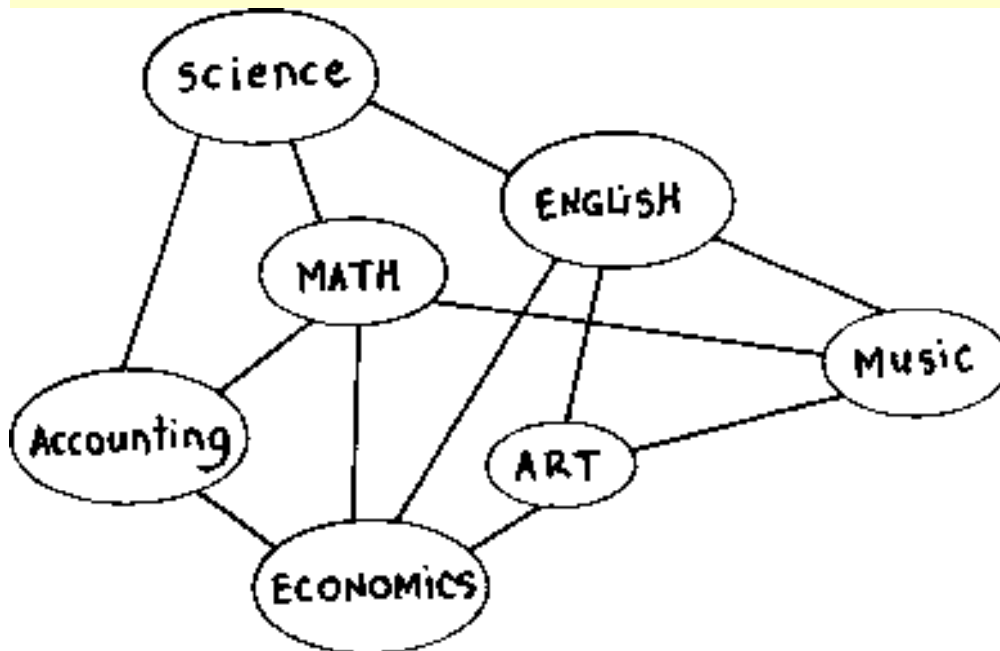 science
ENGLiSH
MATH
MUSiC
Accounting
ART
ECONOMiCS